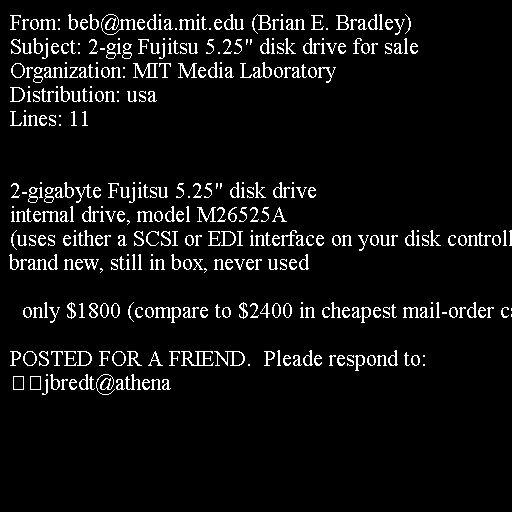 From: beb@media.mit.edu (Brian E. Bradley)
Subject: 2-gig Fujitsu 5.25" disk drive for sale
Organization: MIT Media Laboratory
Distribution: usa
Lines: 11
2-gigabyte Fujitsu 5.25" disk drive
internal drive, model M26525A
(uses either a SCSI or EDI interface on your disk controll
brand new, still in box, never used
only $1800 (compare to $2400 in cheapest mail-order c
POSTED FOR A FRIEND.  Pleade respond to:
jbredt@athena